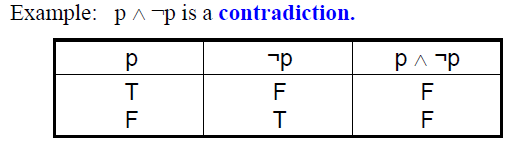 Example: p ∧ ¬p is a contradiction.
p ¬p p ∧ ¬p
T F F
F T F